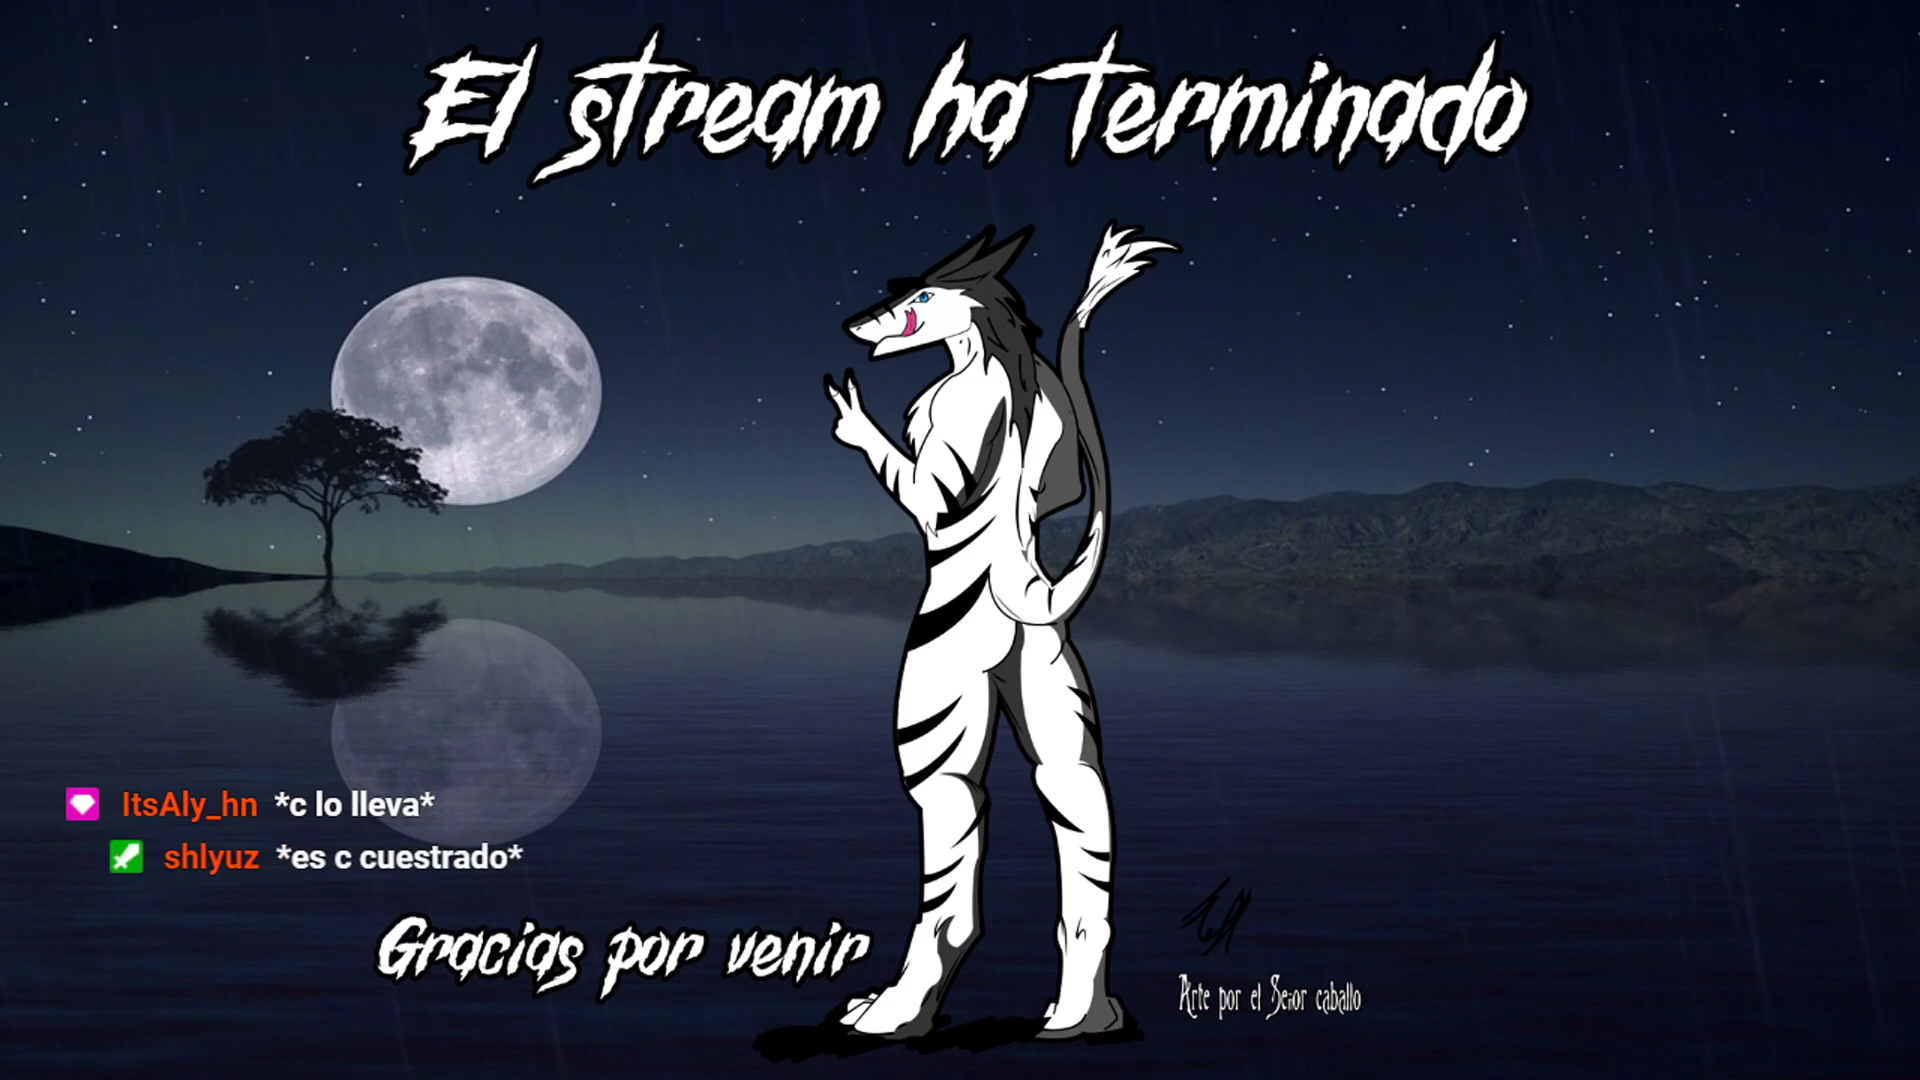 El stream ha terminado
ItsAly_hn *c lo lleva*
shlyuz *es c cuestrado*
Gracias por venir
Arte por el Señor caballo